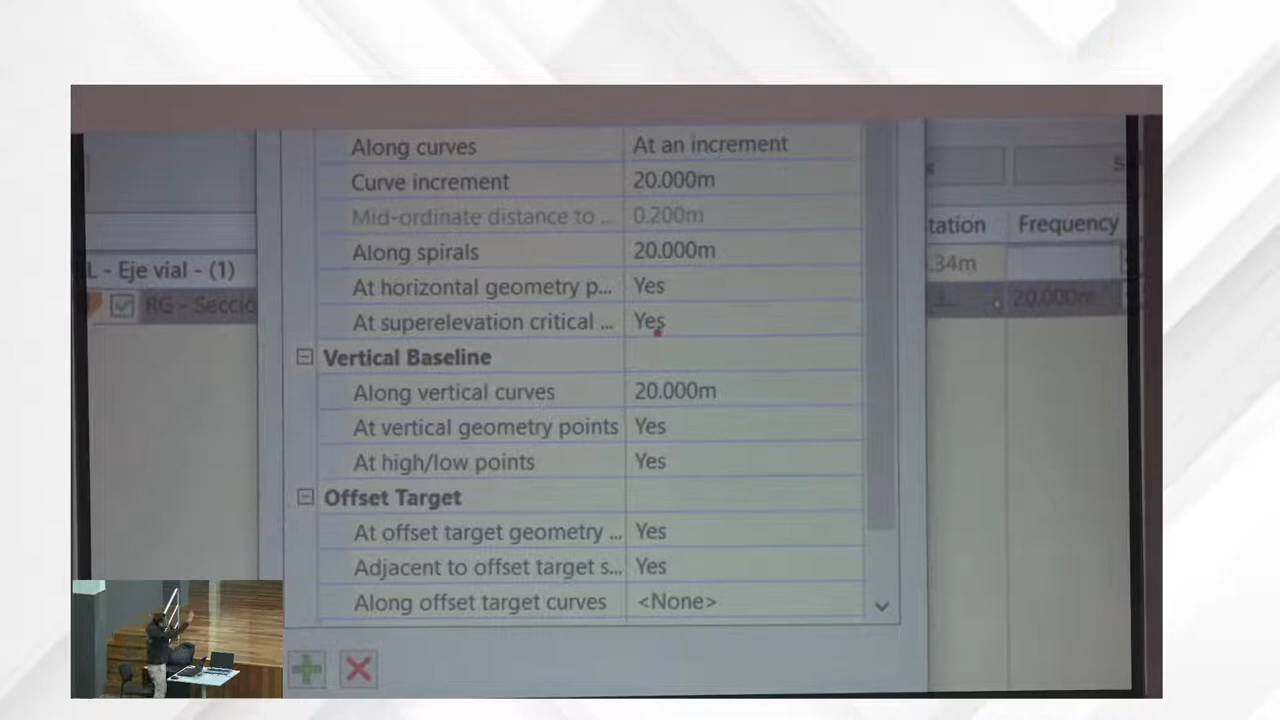 Along curves At an increment
Curve increment 20.000m
Mid-ordinate distance to ... 0.200m
Along spirals 20.000m
At horizontal geometry p... Yes
At superelevation critical ... Yes
Vertical Baseline
Along vertical curves 20.000m
At vertical geometry points Yes
At high/low points Yes
Offset Target
At offset target geometry ... Yes
Adjacent to offset target s... Yes
Along offset target curves <None>
L - Eje vial - (1)
RG - Secció
tation Frequency
.34m
20.000m